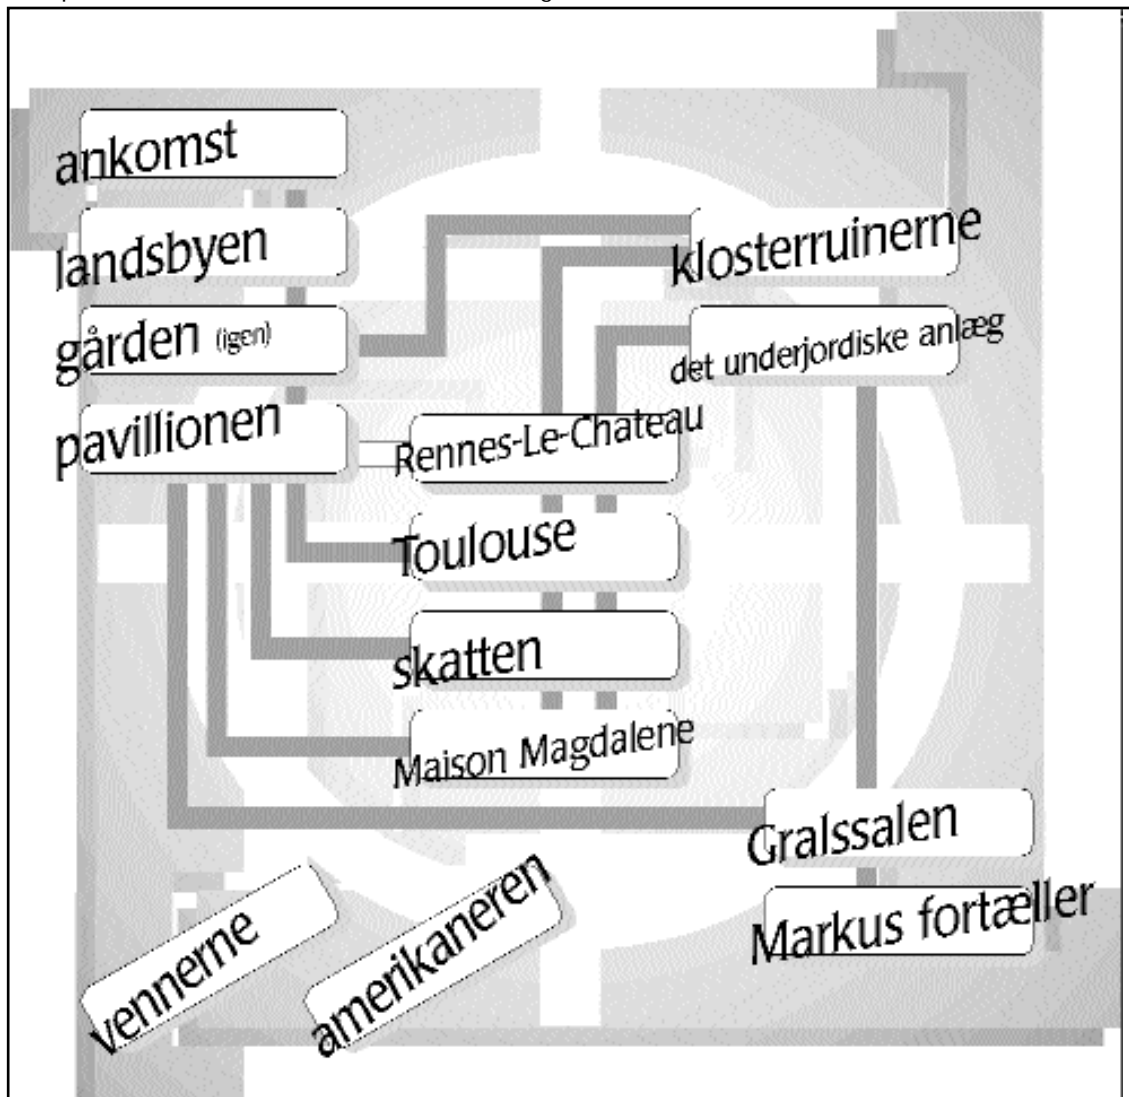 ankomst
landsbyen
gården (igen)
pavillionen
klosterruinerne
det underjordiske anlæg
Rennes-Le-Chateau
Toulouse
skatten
Maison Magdalene
Gralssalen
Markus fortæller
vennerne
amerikaneren